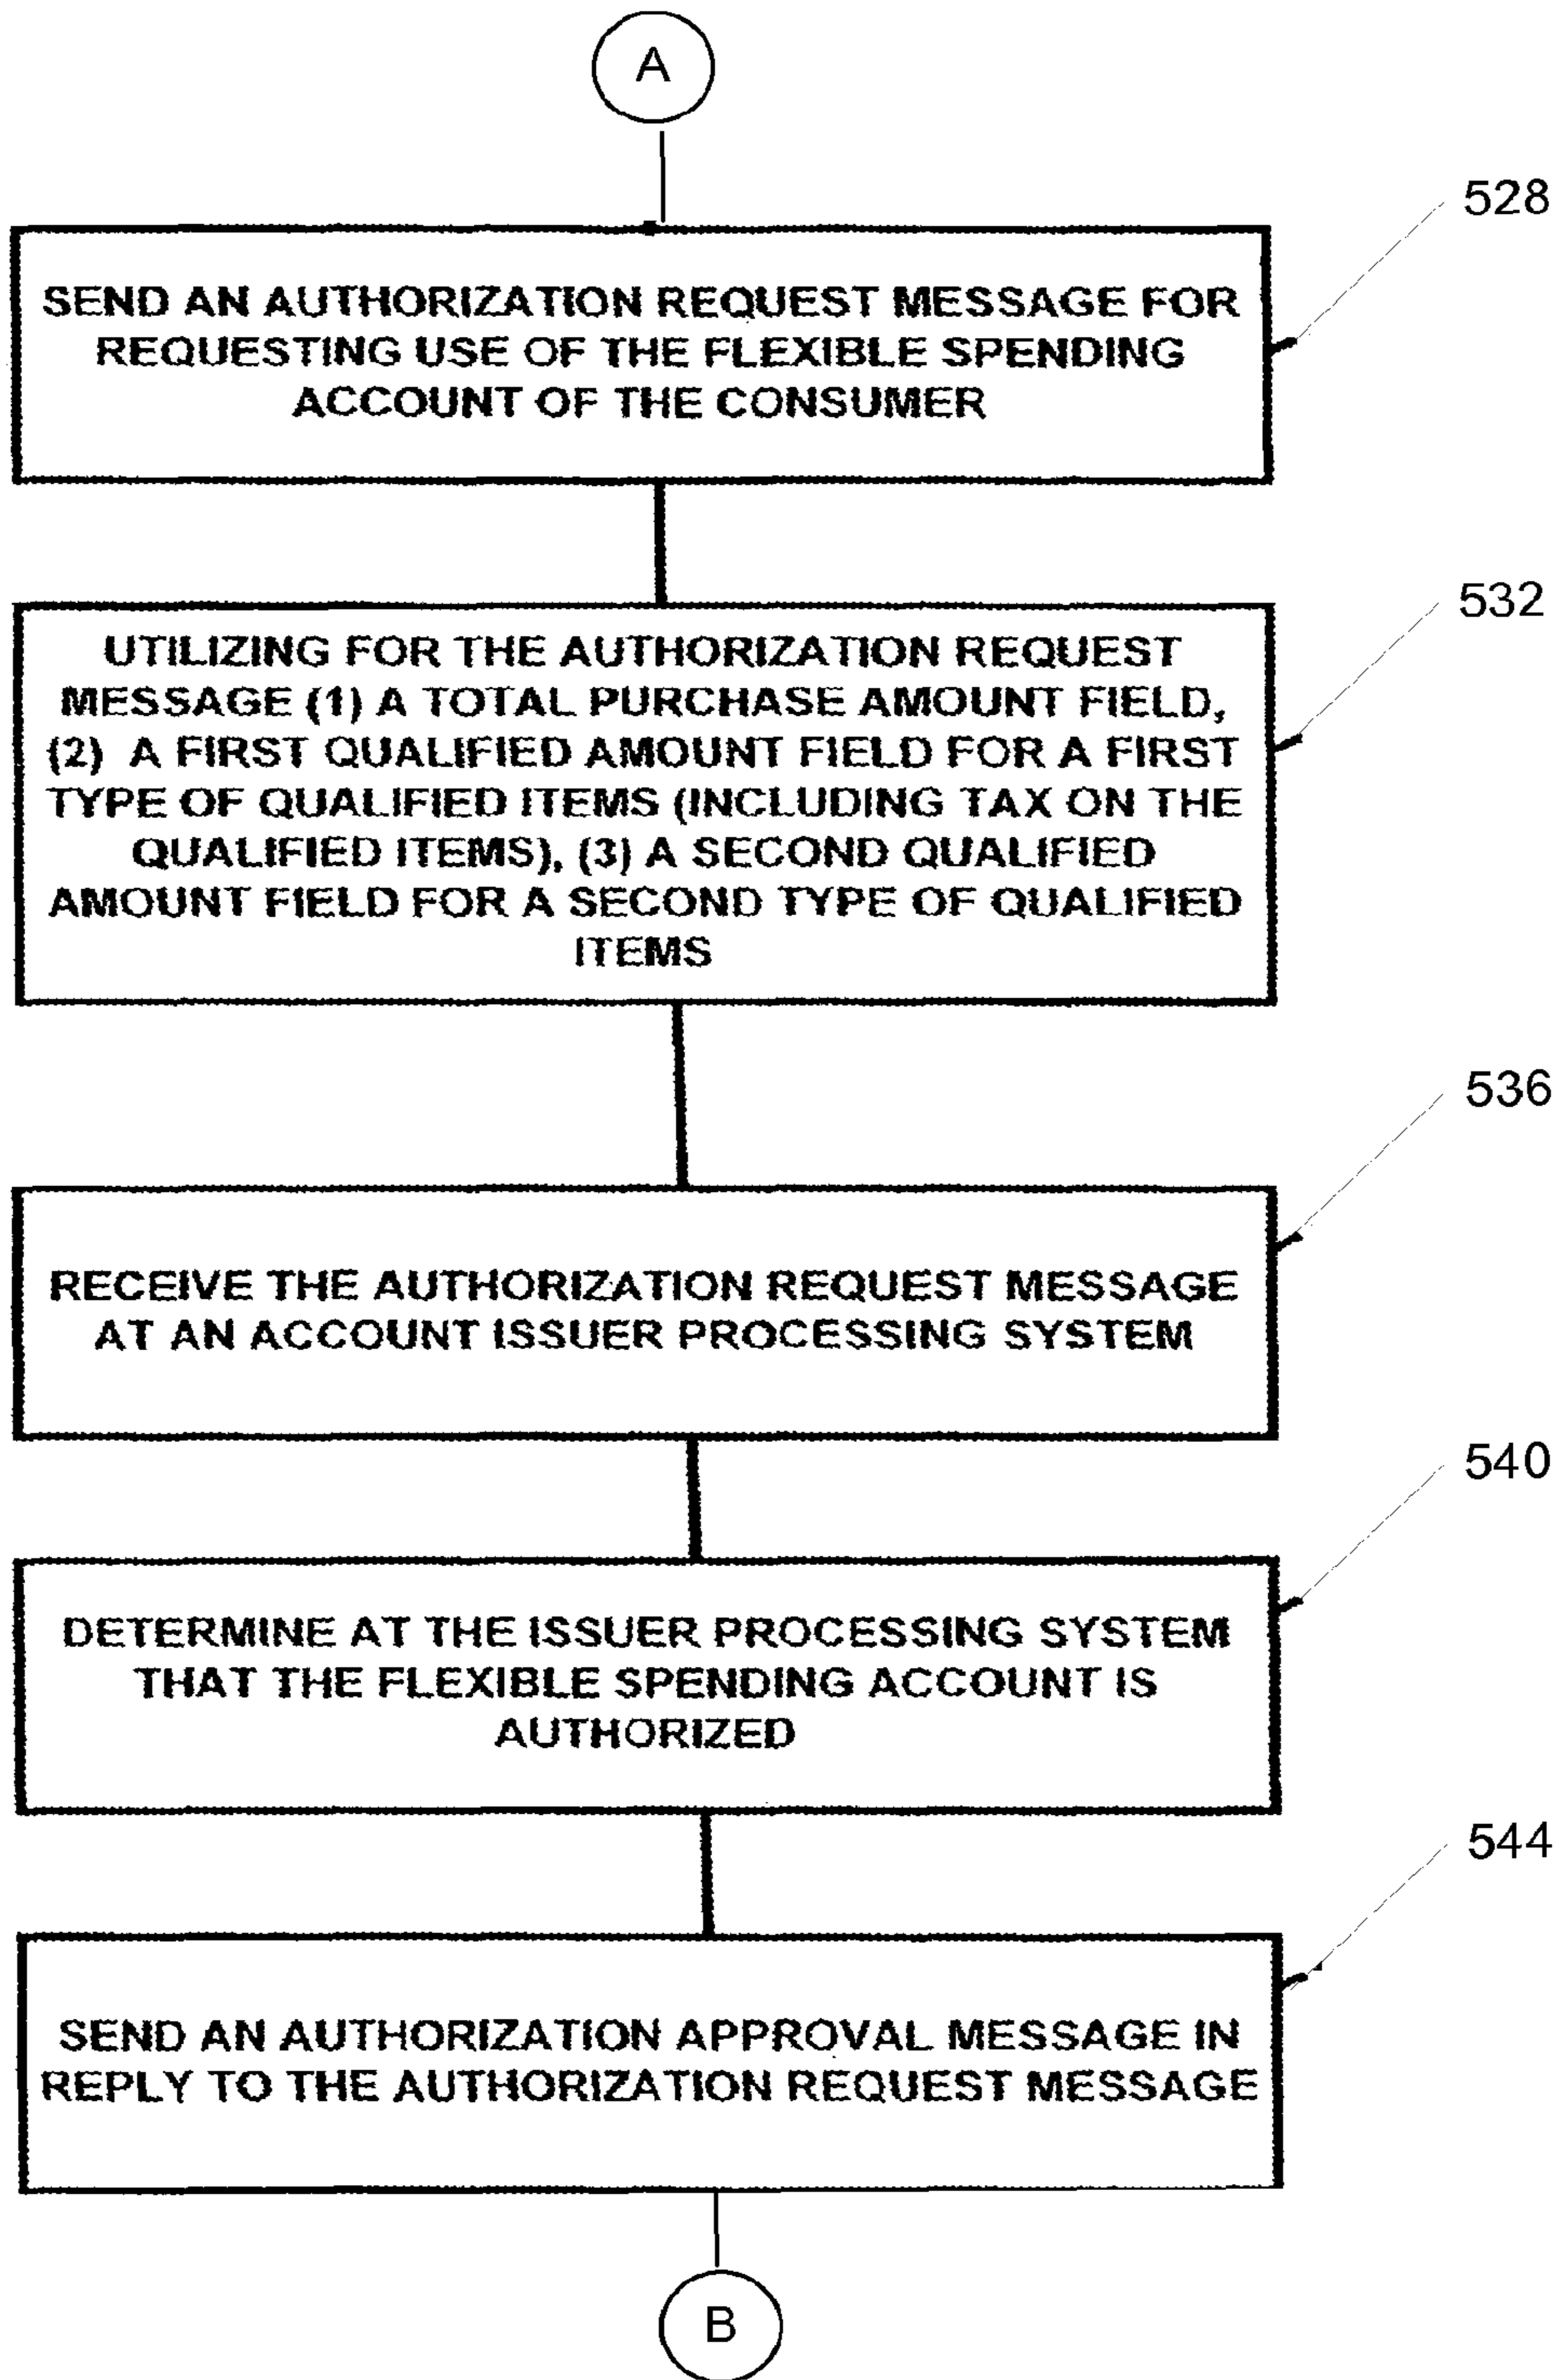 A
528
SEND AN AUTHORIZATION REQUEST MESSAGE FOR
REQUESTING USE OF THE FLEXIBLE SPENDING
ACCOUNT OF THE CONSUMER
532
UTILIZING FOR THE AUTHORIZATION REQUEST
MESSAGE (1) A TOTAL PURCHASE AMOUNT FIELD,
(2) A FIRST QUALIFIED AMOUNT FIELD FOR A FIRST
TYPE OF QUALIFIED ITEMS (INCLUDING TAX ON THE
QUALIFIED ITEMS), (3) A SECOND QUALIFIED
AMOUNT FIELD FOR A SECOND TYPE OF QUALIFIED
ITEMS
536
RECEIVE THE AUTHORIZATION REQUEST MESSAGE
AT AN ACCOUNT ISSUER PROCESSING SYSTEM
540
DETERMINE AT THE ISSUER PROCESSING SYSTEM
THAT THE FLEXIBLE SPENDING ACCOUNT IS
AUTHORIZED
544
SEND AN AUTHORIZATION APPROVAL MESSAGE IN
REPLY TO THE AUTHORIZATION REQUEST MESSAGE
B